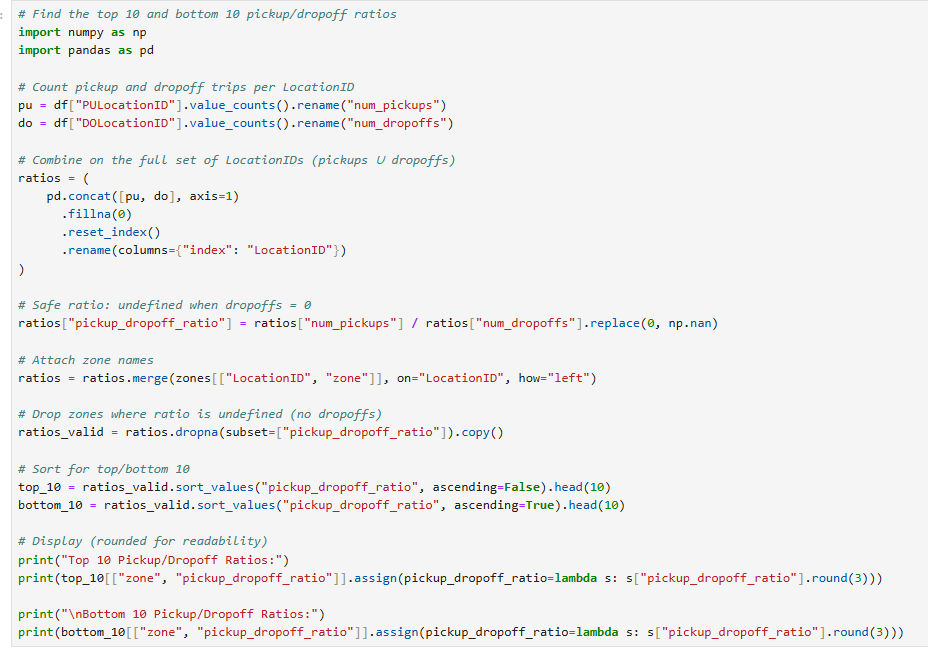 # Find the top 10 and bottom 10 pickup/dropoff ratios
import numpy as np
import pandas as pd

# Count pickup and dropoff trips per LocationID
pu = df["PULocationID"].value_counts().rename("num_pickups")
do = df["DOLocationID"].value_counts().rename("num_dropoffs")

# Combine on the full set of LocationIDs (pickups ∪ dropoffs)
ratios = (
    pd.concat([pu, do], axis=1)
      .fillna(0)
      .reset_index()
      .rename(columns={"index": "LocationID"})
)

# Safe ratio: undefined when dropoffs = 0
ratios["pickup_dropoff_ratio"] = ratios["num_pickups"] / ratios["num_dropoffs"].replace(0, np.nan)

# Attach zone names
ratios = ratios.merge(zones[["LocationID", "zone"]], on="LocationID", how="left")

# Drop zones where ratio is undefined (no dropoffs)
ratios_valid = ratios.dropna(subset=["pickup_dropoff_ratio"]).copy()

# Sort for top/bottom 10
top_10 = ratios_valid.sort_values("pickup_dropoff_ratio", ascending=False).head(10)
bottom_10 = ratios_valid.sort_values("pickup_dropoff_ratio", ascending=True).head(10)

# Display (rounded for readability)
print("Top 10 Pickup/Dropoff Ratios:")
print(top_10[["zone", "pickup_dropoff_ratio"]].assign(pickup_dropoff_ratio=lambda s: s["pickup_dropoff_ratio"].round(3)))

print("\nBottom 10 Pickup/Dropoff Ratios:")
print(bottom_10[["zone", "pickup_dropoff_ratio"]].assign(pickup_dropoff_ratio=lambda s: s["pickup_dropoff_ratio"].round(3)))